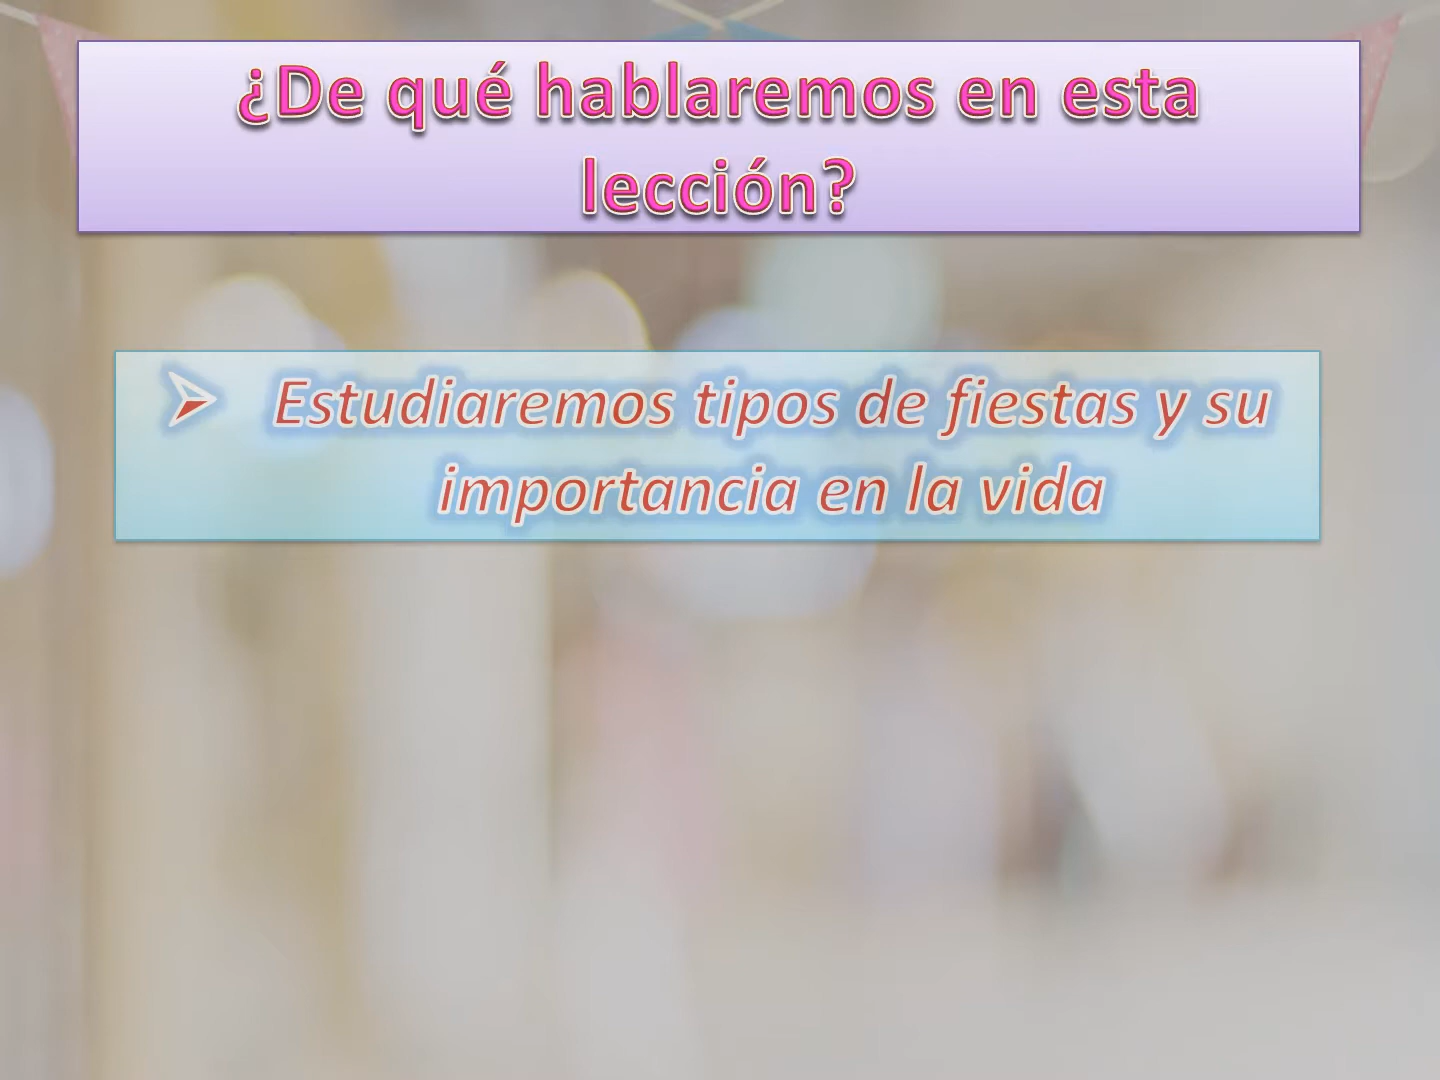 ¿De qué hablaremos en esta
lección?
Estudiaremos tipos de fiestas y su
importancia en la vida